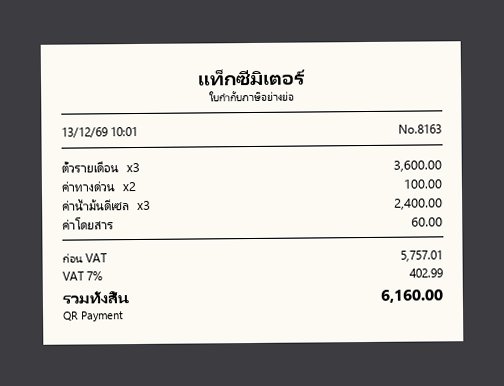 แท็กซี่มิเตอร์
ใบกำกับภาษีอย่างย่อ
13/12/69 10:01 No.8163
ตั๋วรายเดือน x3 3,600.00
ค่าทางด่วน x2 100.00
ค่าน้ำมันดีเซล x3 2,400.00
ค่าโดยสาร 60.00
ก่อน VAT 5,757.01
VAT 7% 402.99
รวมทั้งสิ้น 6,160.00
QR Payment